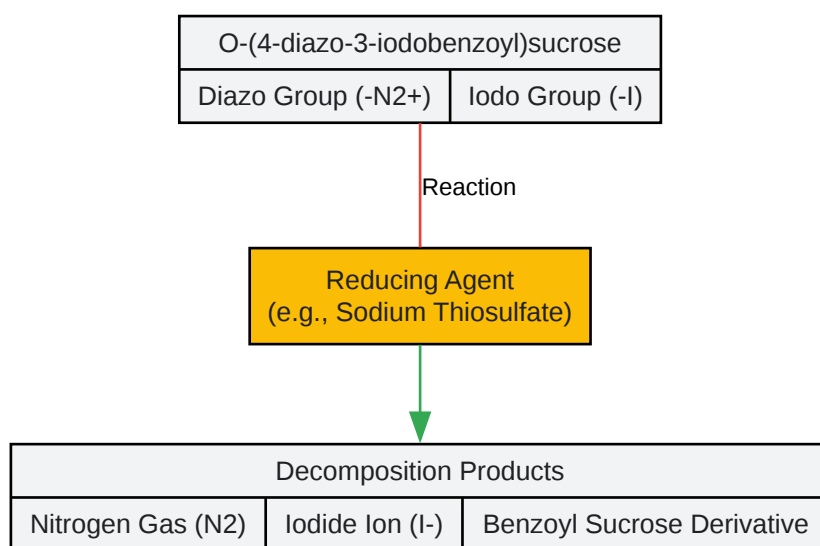 O-(4-diazo-3-iodobenzoyl)sucrose
Diazo Group (-N2+)
Iodo Group (-I)
Reaction
Reducing Agent
(e.g., Sodium Thiosulfate)
Decomposition Products
Nitrogen Gas (N2)
Iodide Ion (I-)
Benzoyl Sucrose Derivative